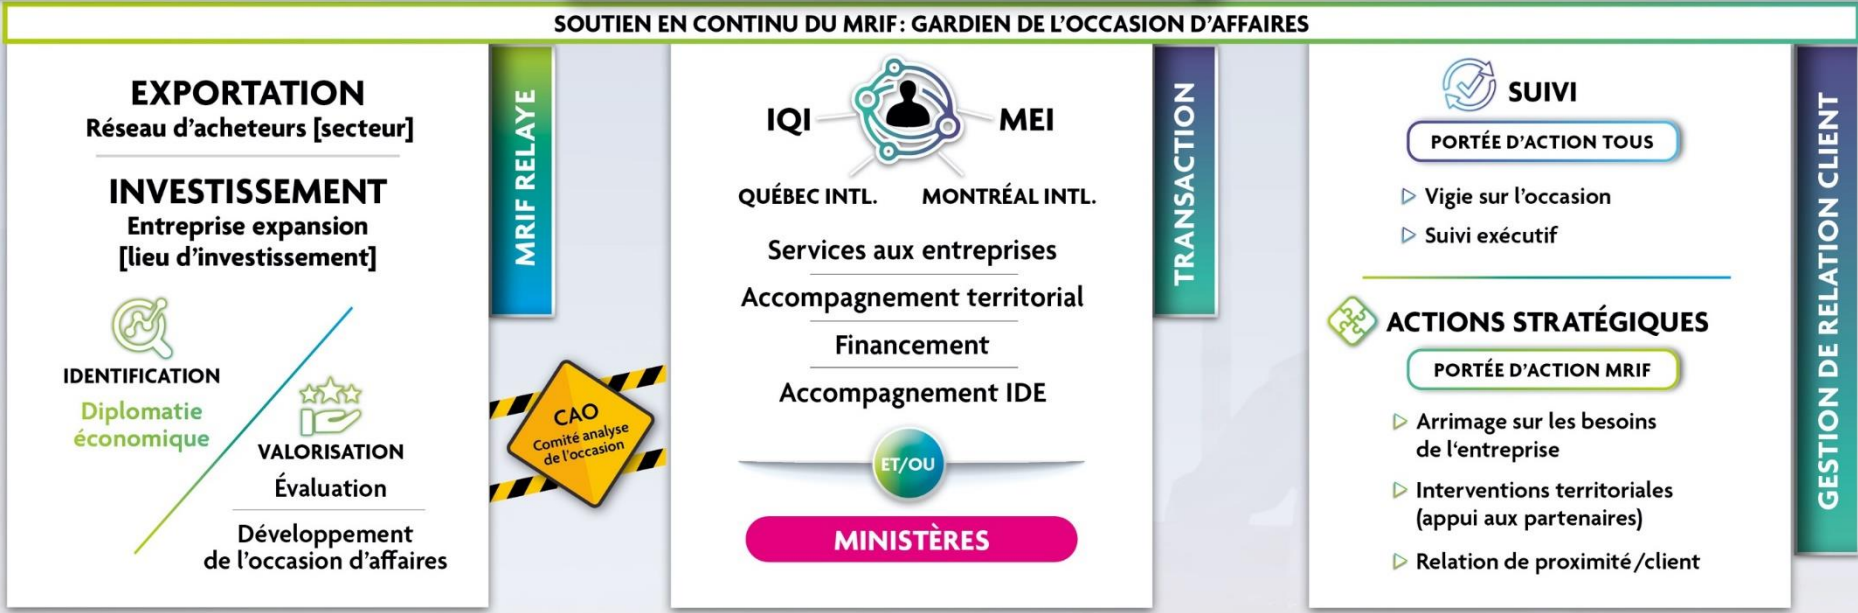 SOUTIEN EN CONTINU DU MRIF : GARDIEN DE L'OCCASION D'AFFAIRES
EXPORTATION
Réseau d'acheteurs [secteur]
INVESTISSEMENT
Entreprise expansion
[lieu d'investissement]
IDENTIFICATION
Diplomatie
économique
VALORISATION
Évaluation
Développement
de l'occasion d'affaires
MRIF RELAYE
CAO
Comité analyse
de l'occasion
IQI
MEI
QUÉBEC INTL.
MONTRÉAL INTL.
Services aux entreprises
Accompagnement territorial
Financement
Accompagnement IDE
ET/OU
MINISTÈRES
TRANSACTION
SUIVI
PORTÉE D'ACTION TOUS
Vigie sur l'occasion
Suivi exécutif
ACTIONS STRATÉGIQUES
PORTÉE D'ACTION MRIF
Arrimage sur les besoins
de l'entreprise
Interventions territoriales
(appui aux partenaires)
Relation de proximité/client
GESTION DE RELATION CLIENT